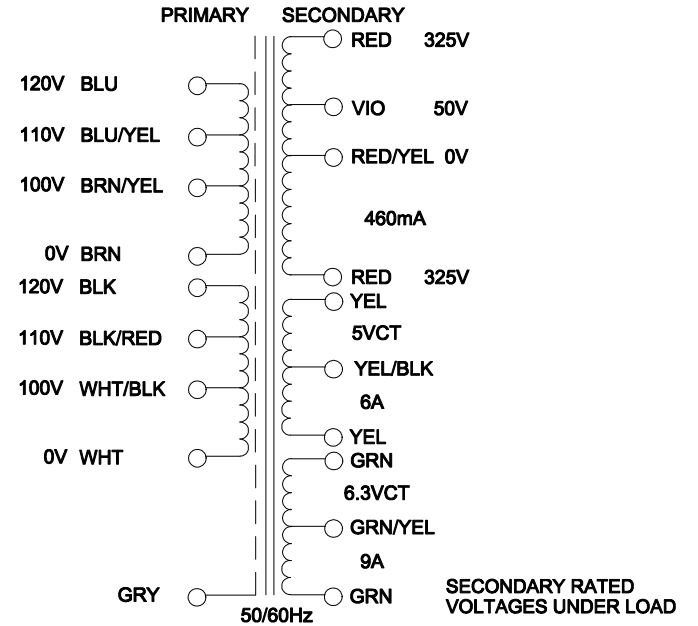 PRIMARY SECONDARY
RED 325V
120V BLU
VIO 50V
110V BLU/YEL
RED/YEL 0V
100V BRN/YEL
460mA
0V BRN
RED 325V
120V BLK
YEL
5VCT
110V BLK/RED
YEL/BLK
100V WHT/BLK
6A
YEL
0V WHT
GRN
6.3VCT
GRN/YEL
9A
GRY
GRN
SECONDARY RATED
VOLTAGES UNDER LOAD
50/60Hz